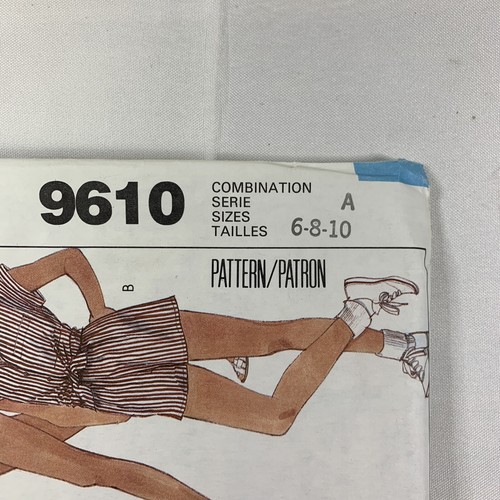 9610
COMBINATION
SERIE
SIZES
TAILLES
A
6-8-10
PATTERN/PATRON
B